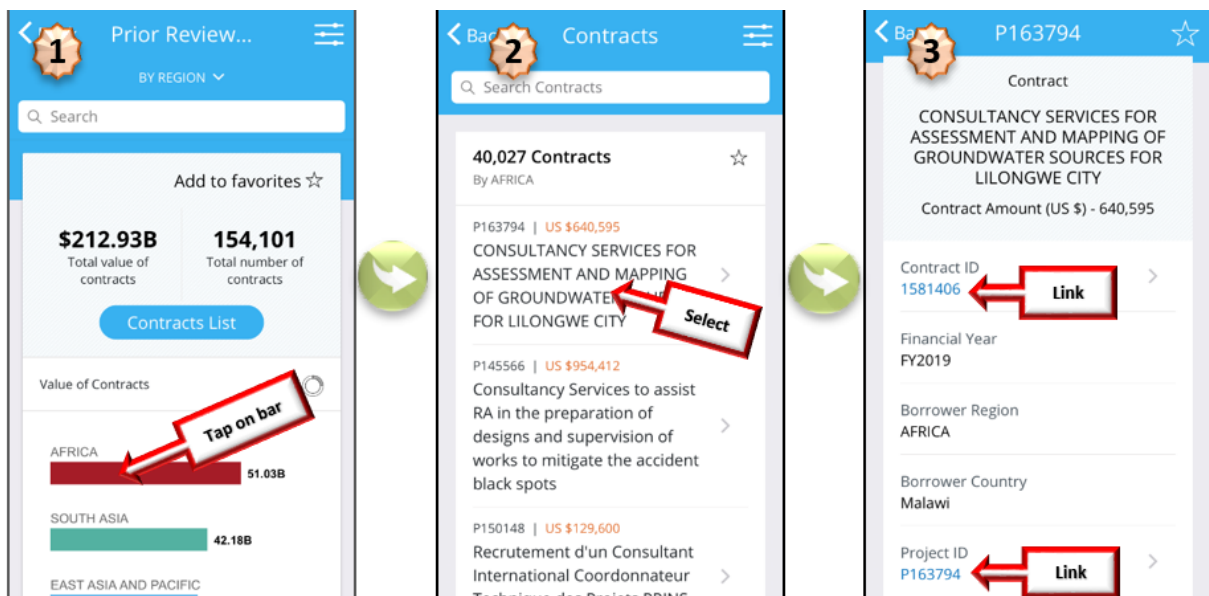 1
Prior Review...
BY REGION
Search
Add to favorites
$212.93B
Total value of
contracts
154,101
Total number of
contracts
Contracts List
Value of Contracts
Tap on bar
AFRICA
51.03B
SOUTH ASIA
42.18B
EAST ASIA AND PACIFIC
2
Contracts
Search Contracts
40,027 Contracts
By AFRICA
P163794 | US $640,595
CONSULTANCY SERVICES FOR
ASSESSMENT AND MAPPING
OF GROUNDWATER
FOR LILONGWE CITY
Select
P145566 | US $954,412
Consultancy Services to assist
RA in the preparation of
designs and supervision of
works to mitigate the accident
black spots
P150148 | US $129,600
Recrutement d'un Consultant
International Coordonnateur
Technique des Projets
3
P163794
Contract
CONSULTANCY SERVICES FOR
ASSESSMENT AND MAPPING OF
GROUNDWATER SOURCES FOR
LILONGWE CITY
Contract Amount (US $) - 640,595
Contract ID
1581406
Link
Financial Year
FY2019
Borrower Region
AFRICA
Borrower Country
Malawi
Project ID
P163794
Link